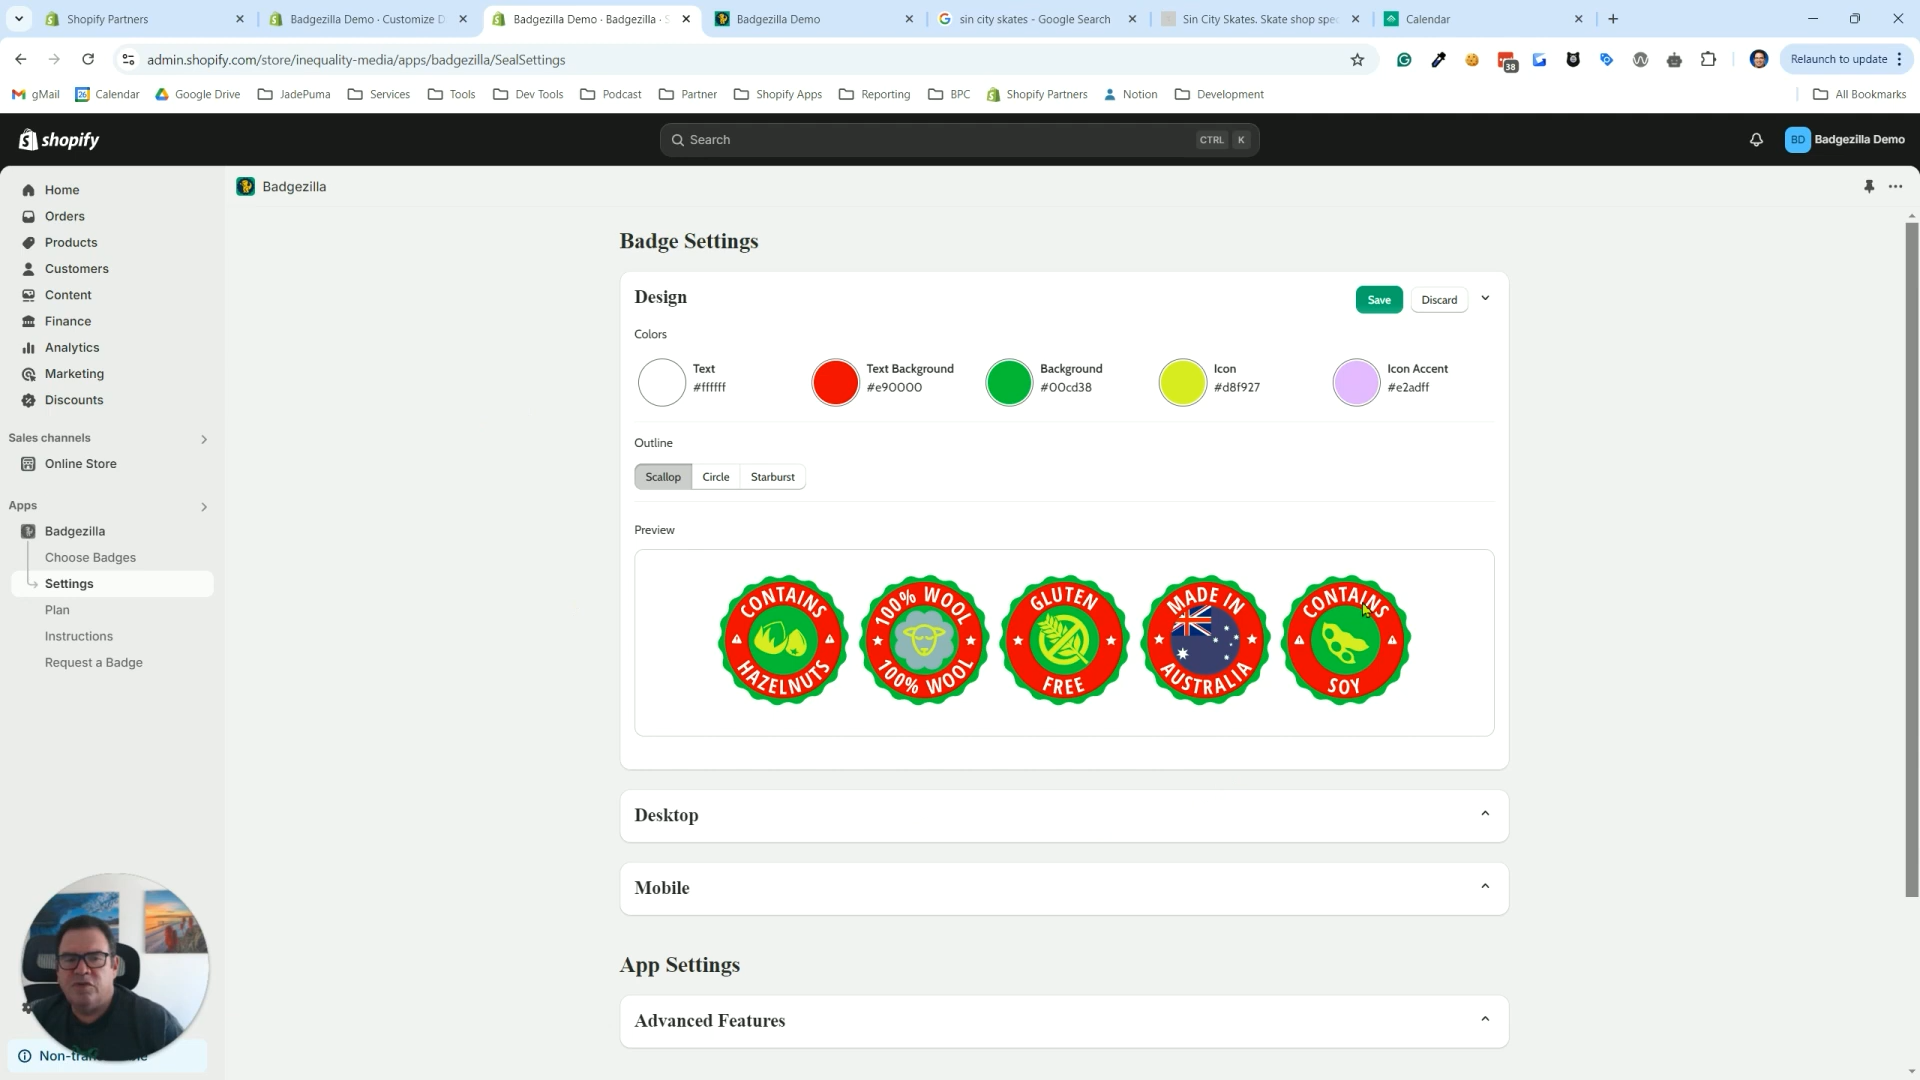 Shopify Partners
Badgezilla Demo · Customize D
Badgezilla Demo · Badgezilla · S
Badgezilla Demo
sin city skates - Google Search
Sin City Skates. Skate shop spe
Calendar
admin.shopify.com/store/inequality-media/apps/badgezilla/SealSettings
38
Relaunch to update
gMail
Calendar
Google Drive
JadePuma
Services
Tools
Dev Tools
Podcast
Partner
Shopify Apps
Reporting
BPC
Shopify Partners
Notion
Development
All Bookmarks
shopify
Search
CTRL K
BD
Badgezilla Demo
Home
Orders
Products
Customers
Content
Finance
Analytics
Marketing
Discounts
Sales channels
Online Store
Apps
Badgezilla
Choose Badges
Settings
Plan
Instructions
Request a Badge
Badgezilla
Badge Settings
Design
Save
Discard
Colors
Text
#ffffff
Text Background
#e90000
Background
#00cd38
Icon
#d8f927
Icon Accent
#e2adff
Outline
Scallop
Circle
Starburst
Preview
CONTAINS
HAZELNUTS
100% WOOL
100% WOOL
GLUTEN
FREE
MADE IN
AUSTRALIA
CONTAINS
SOY
Desktop
Mobile
App Settings
Advanced Features